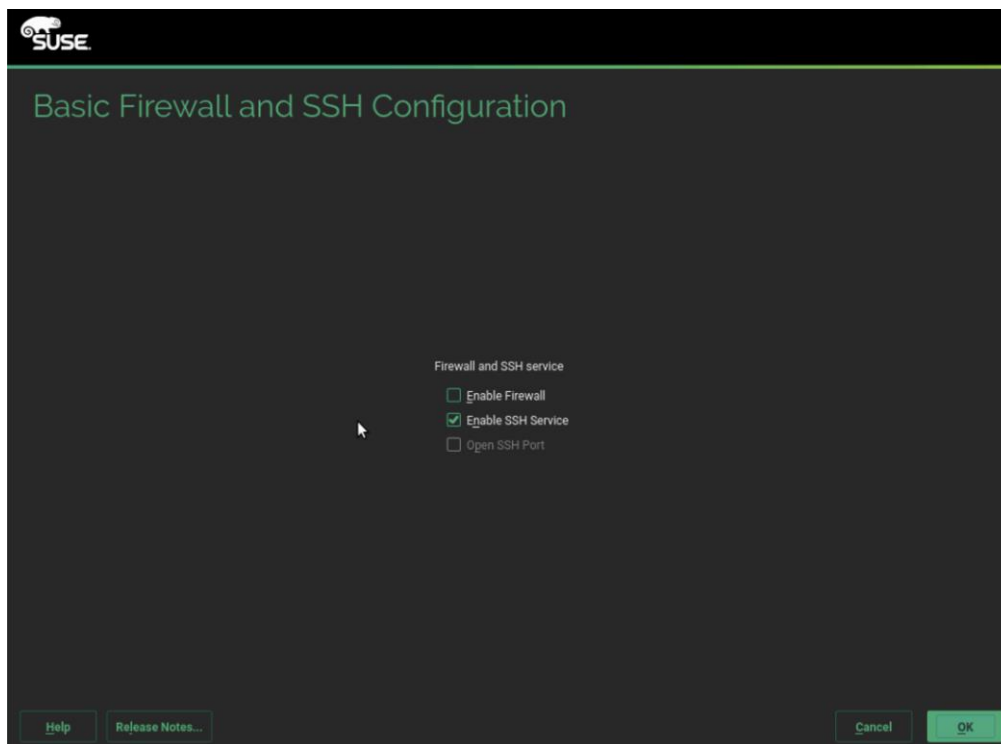 SUSE.
Basic Firewall and SSH Configuration
Firewall and SSH service
Enable Firewall
Enable SSH Service
Open SSH Port
Help Release Notes... Cancel OK